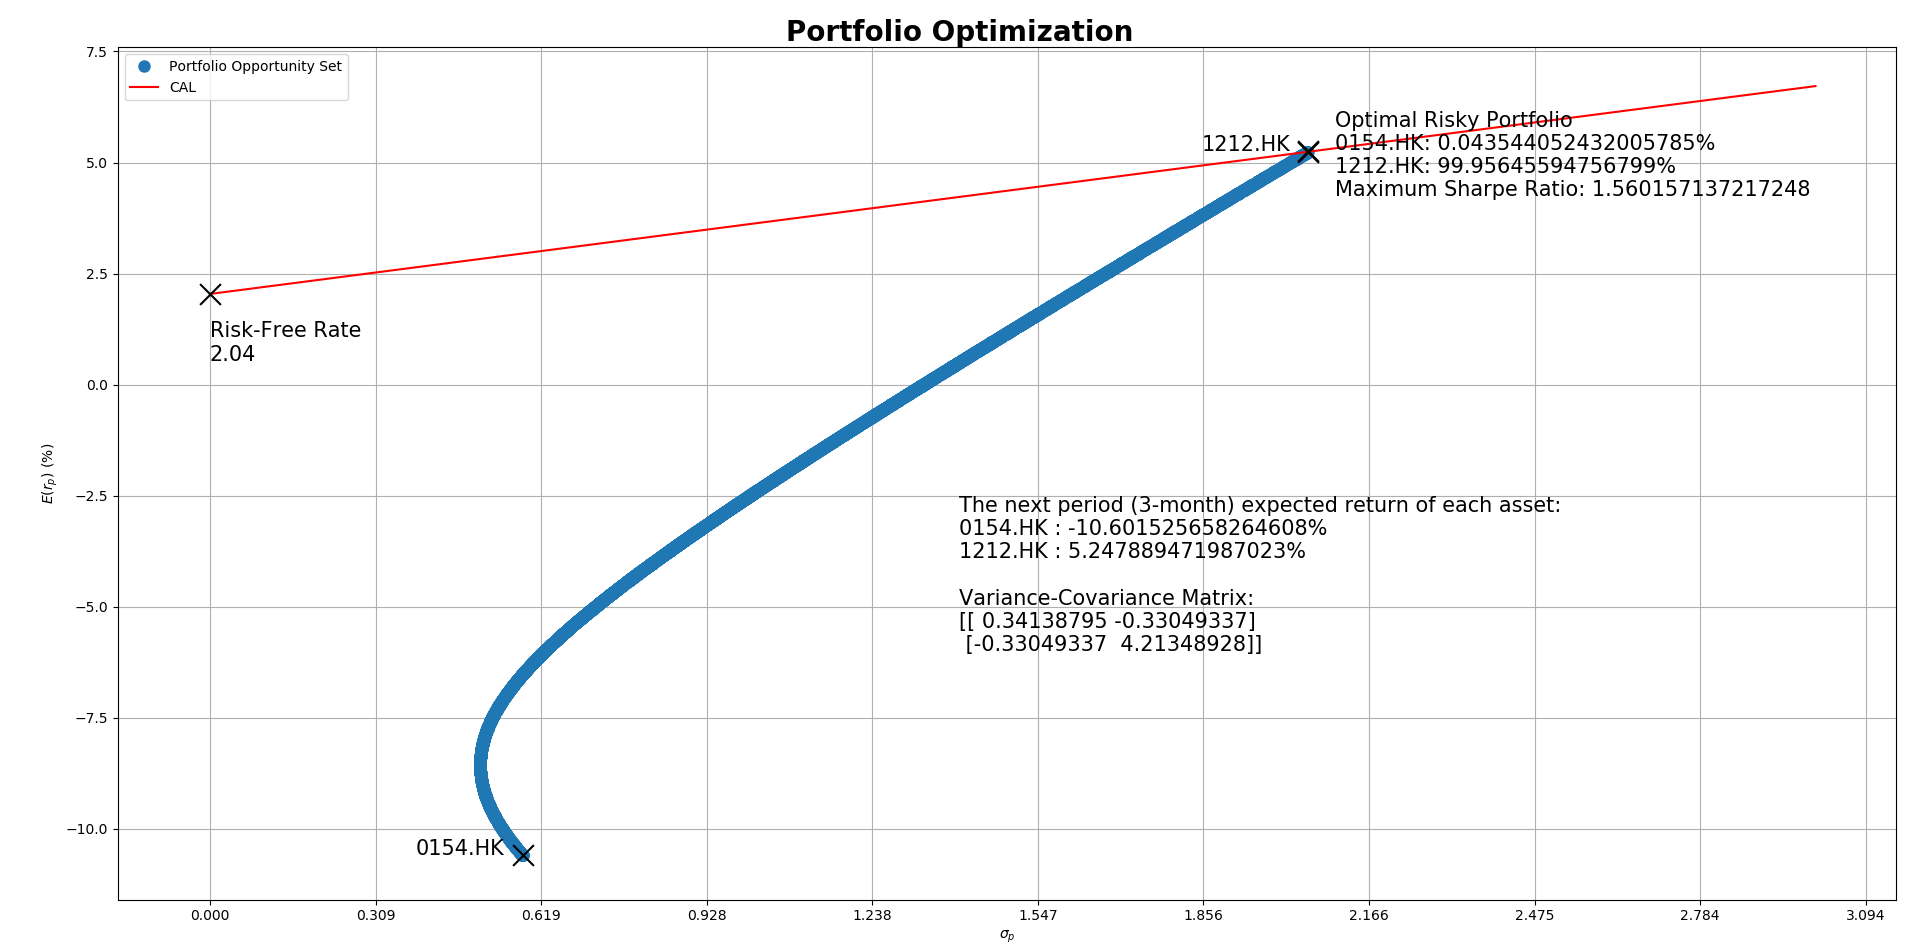 Portfolio Optimization
Portfolio Opportunity Set
CAL
7.5
5.0
2.5
0.0
−2.5
−5.0
−7.5
−10.0
E(rp) (%)
1212.HK
Optimal Risky Portfolio
0154.HK: 0.043544052432005785%
1212.HK: 99.95645594756799%
Maximum Sharpe Ratio: 1.560157137217248
Risk-Free Rate
2.04
The next period (3-month) expected return of each asset:
0154.HK : -10.601525658264608%
1212.HK : 5.247889471987023%
Variance-Covariance Matrix:
[[ 0.34138795 -0.33049337]
[-0.33049337  4.21348928]]
0154.HK
0.000 0.309 0.619 0.928 1.238 1.547 1.856 2.166 2.475 2.784 3.094
σp